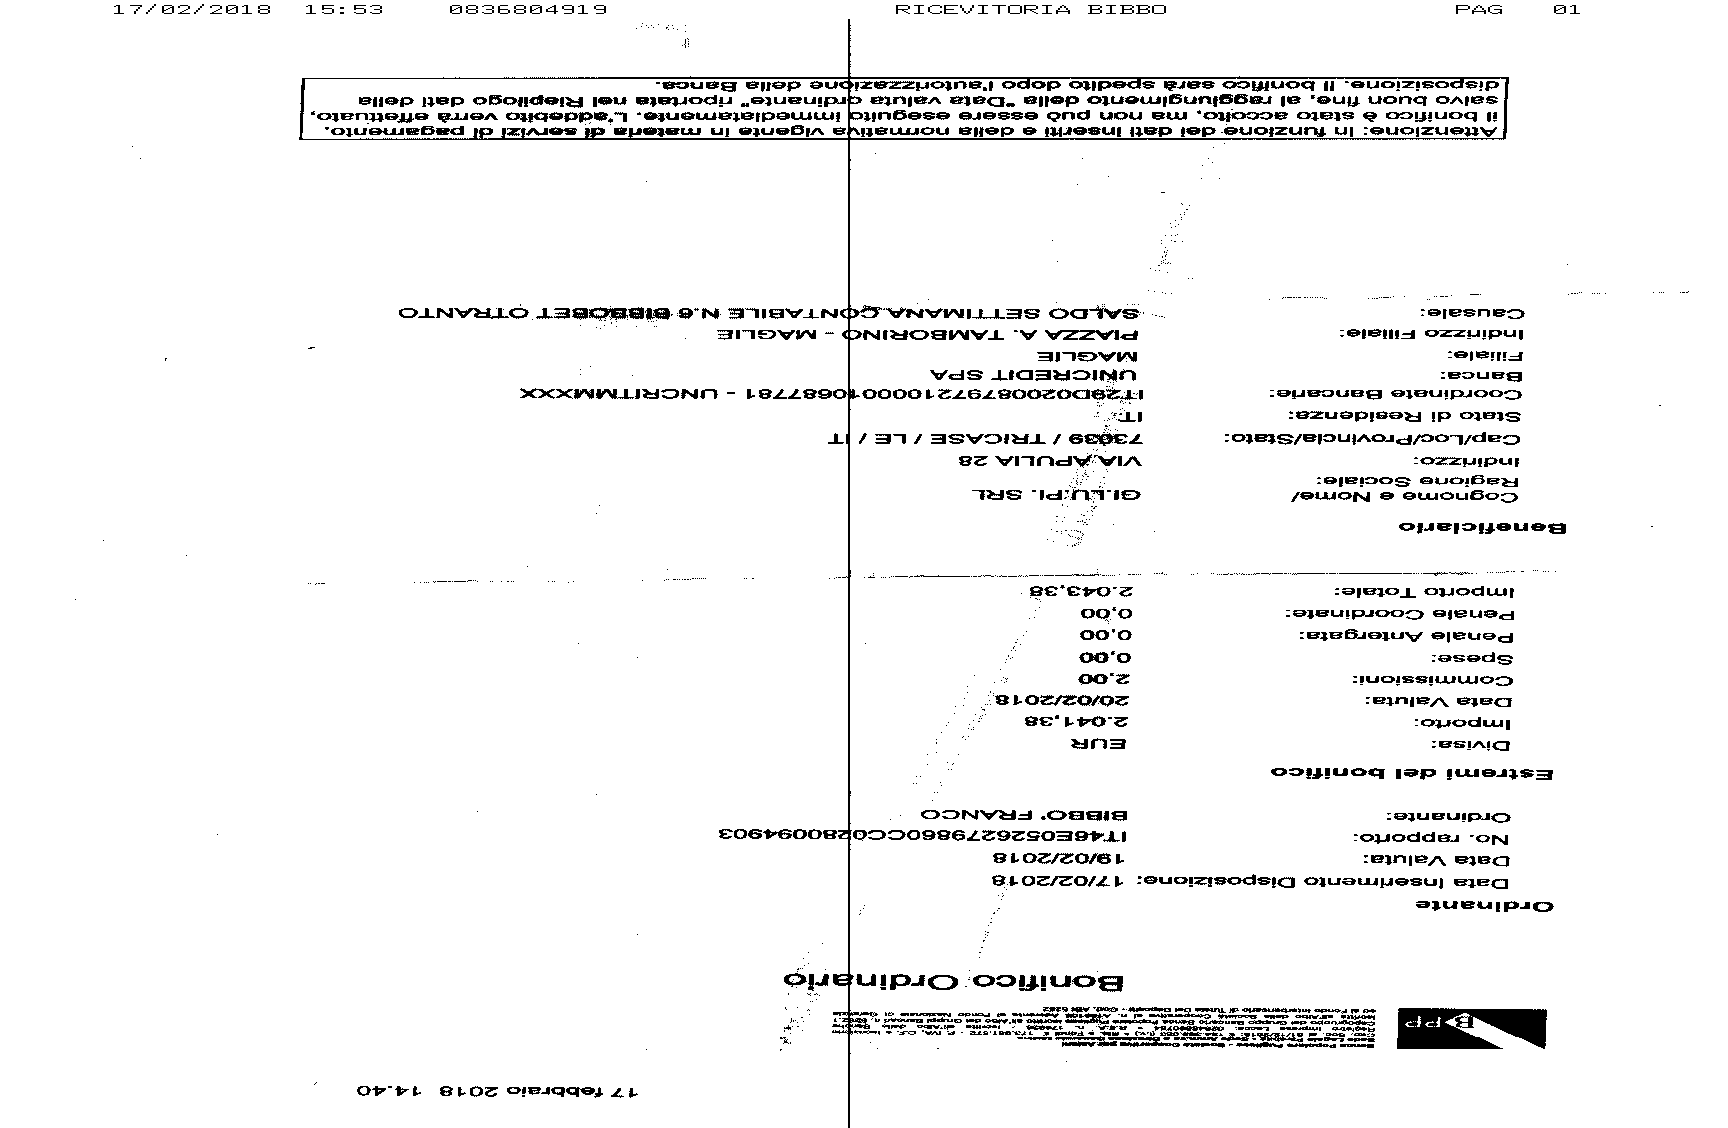 17/02/2018 15:53 0836804919 RICEVITORIA BIBBO PAG 01
17 febbraio 2018 14.40
BPP
Bonifico Ordinario
Ordinante
Data Inserimento Disposizione: 17/02/2018
Data Valuta: 19/02/2018
No. rapporto: IT46E0526279860CC0280094903
Ordinante: BIBBO' FRANCO
Estremi del bonifico
Divisa: EUR
Importo: 2.041,38
Data Valuta: 20/02/2018
Commissioni: 2,00
Spese: 0,00
Penale Antergata: 0,00
Penale Coordinate: 0,00
Importo Totale: 2.043,38
Beneficiario
Cognome e Nome/
Ragione Sociale: GI.LU.PI. SRL
Indirizzo: VIA APULIA 28
Cap/Loc/Provincia/Stato: 73039 / TRICASE / LE / IT
Stato di Residenza: IT
Coordinate Bancarie: IT29D0200879721000010687781 - UNCRITMMXXX
Banca: UNICREDIT SPA
Filiale: MAGLIE
Indirizzo Filiale: PIAZZA A. TAMBORINO - MAGLIE
Causale: SALDO SETTIMANA CONTABILE N.6 BIBBOBET OTRANTO
Attenzione: In funzione dei dati inseriti e della normativa vigente in materia di servizi di pagamento,
il bonifico è stato accolto, ma non può essere eseguito immediatamente. L'addebito verrà effettuato,
salvo buon fine, al raggiungimento della "Data valuta ordinante" riportata nel Riepilogo dati della
disposizione. Il bonifico sarà spedito dopo l'autorizzazione della Banca.